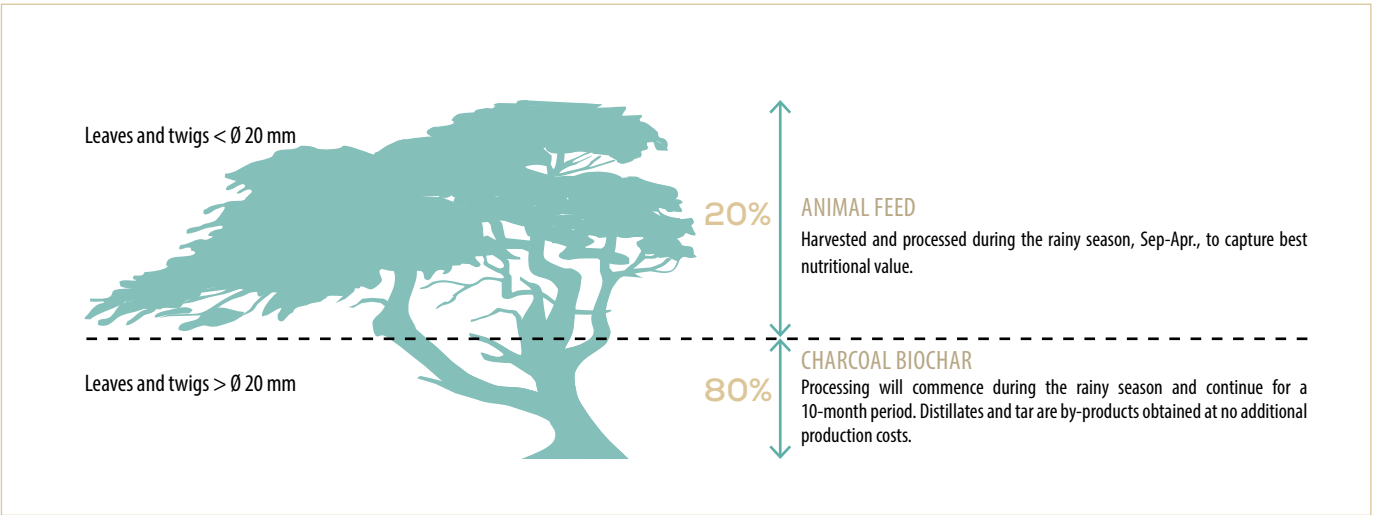 Leaves and twigs < Ø 20 mm
20%
ANIMAL FEED
Harvested and processed during the rainy season, Sep-Apr., to capture best
nutritional value.
Leaves and twigs > Ø 20 mm
80%
CHARCOAL BIOCHAR
Processing will commence during the rainy season and continue for a
10-month period. Distillates and tar are by-products obtained at no additional
production costs.